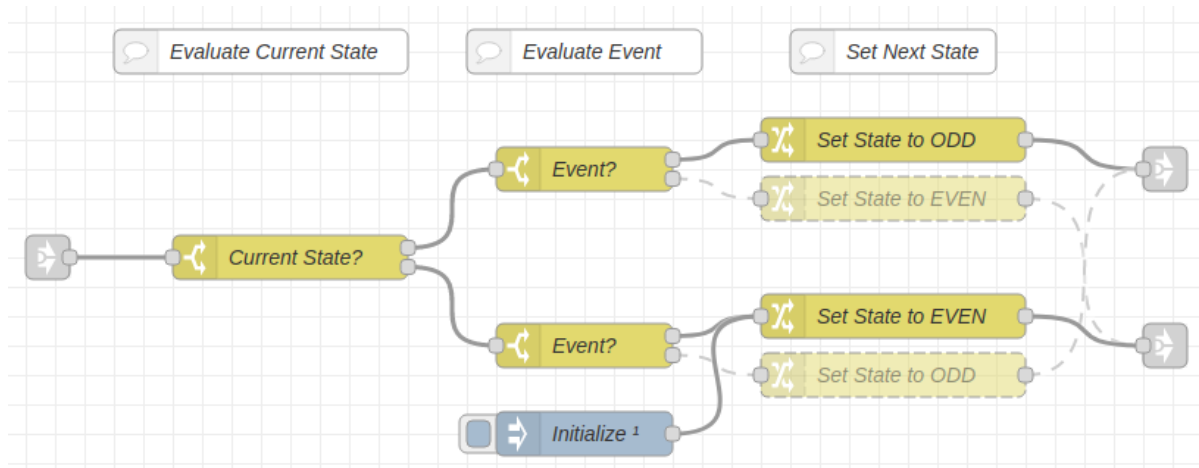 Evaluate Current State
Evaluate Event
Set Next State
Set State to ODD
Event?
Set State to EVEN
Current State?
Set State to EVEN
Event?
Set State to ODD
Initialize ¹